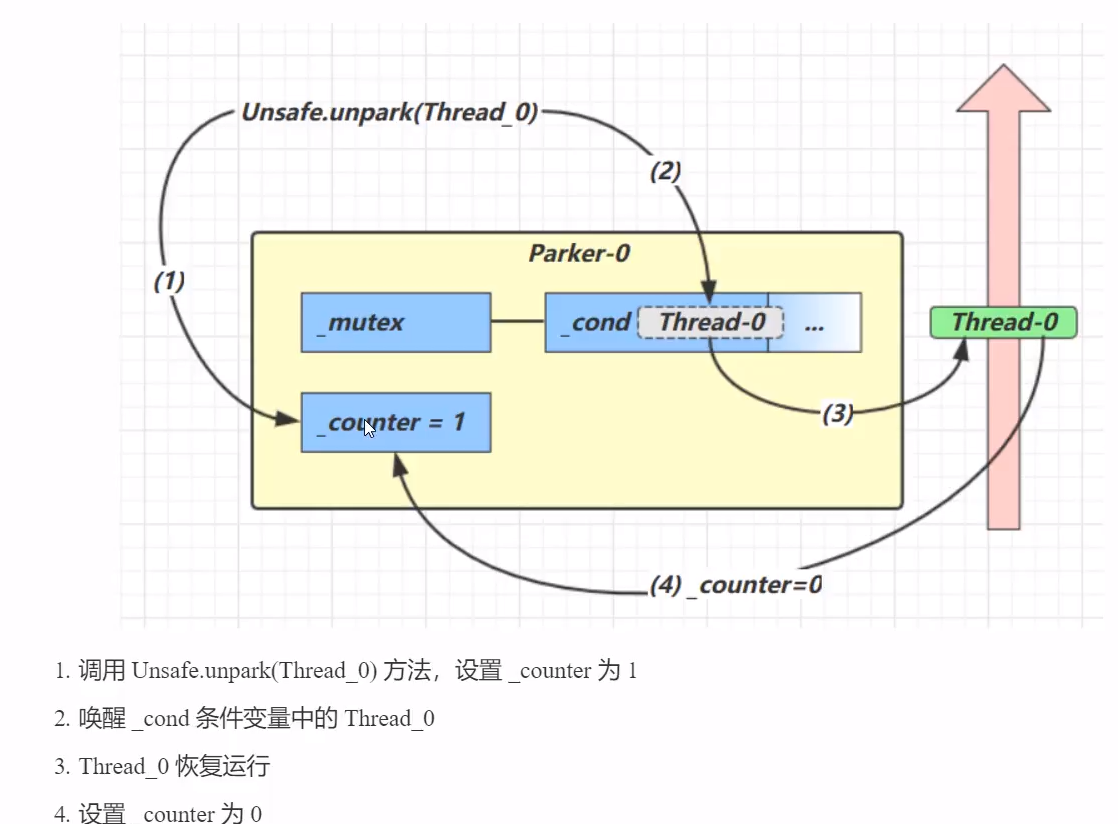 Unsafe.unpark(Thread_0)
(2)
Parker-0
(1)
_mutex
_cond
Thread-0
...
Thread-0
(3)
_counter = 1
(4) _counter=0
1. 调用 Unsafe.unpark(Thread_0) 方法，设置 _counter 为 1
2. 唤醒 _cond 条件变量中的 Thread_0
3. Thread_0 恢复运行
4. 设置 _counter 为 0